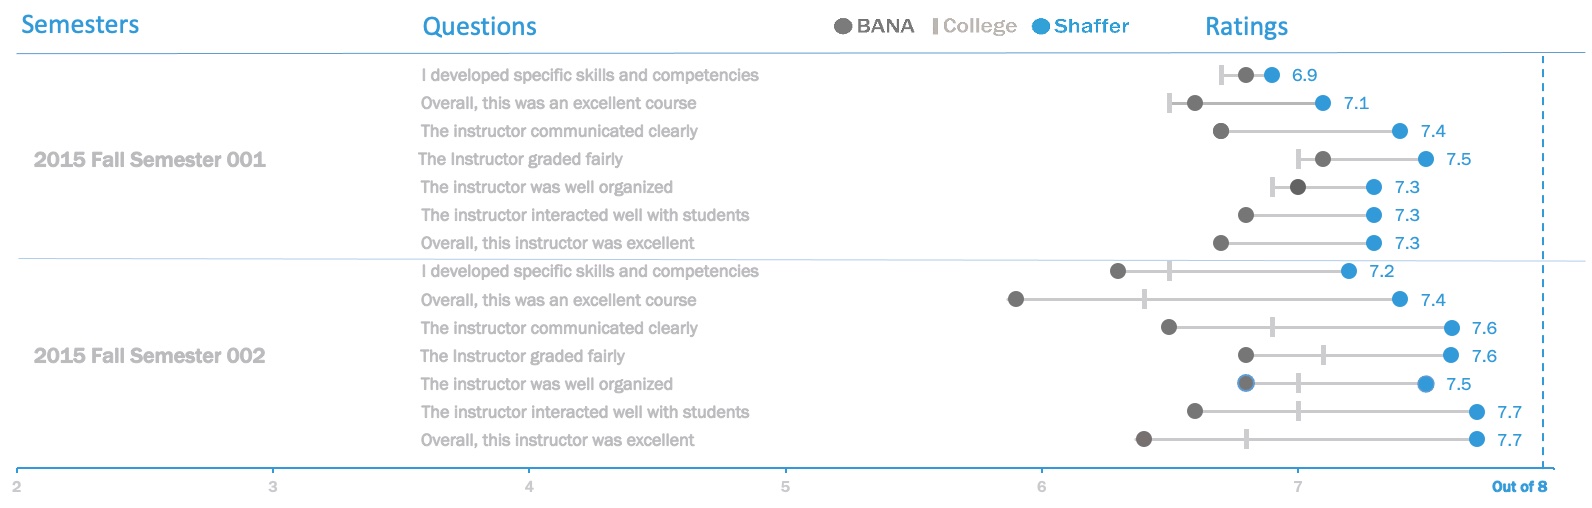 Semesters Questions BANA College Shaffer Ratings
I developed specific skills and competencies 6.9
Overall, this was an excellent course 7.1
The instructor communicated clearly 7.4
2015 Fall Semester 001 The Instructor graded fairly 7.5
The instructor was well organized 7.3
The instructor interacted well with students 7.3
Overall, this instructor was excellent 7.3
I developed specific skills and competencies 7.2
Overall, this was an excellent course 7.4
The instructor communicated clearly 7.6
2015 Fall Semester 002 The Instructor graded fairly 7.6
The instructor was well organized 7.5
The instructor interacted well with students 7.7
Overall, this instructor was excellent 7.7
2 3 4 5 6 7 Out of 8